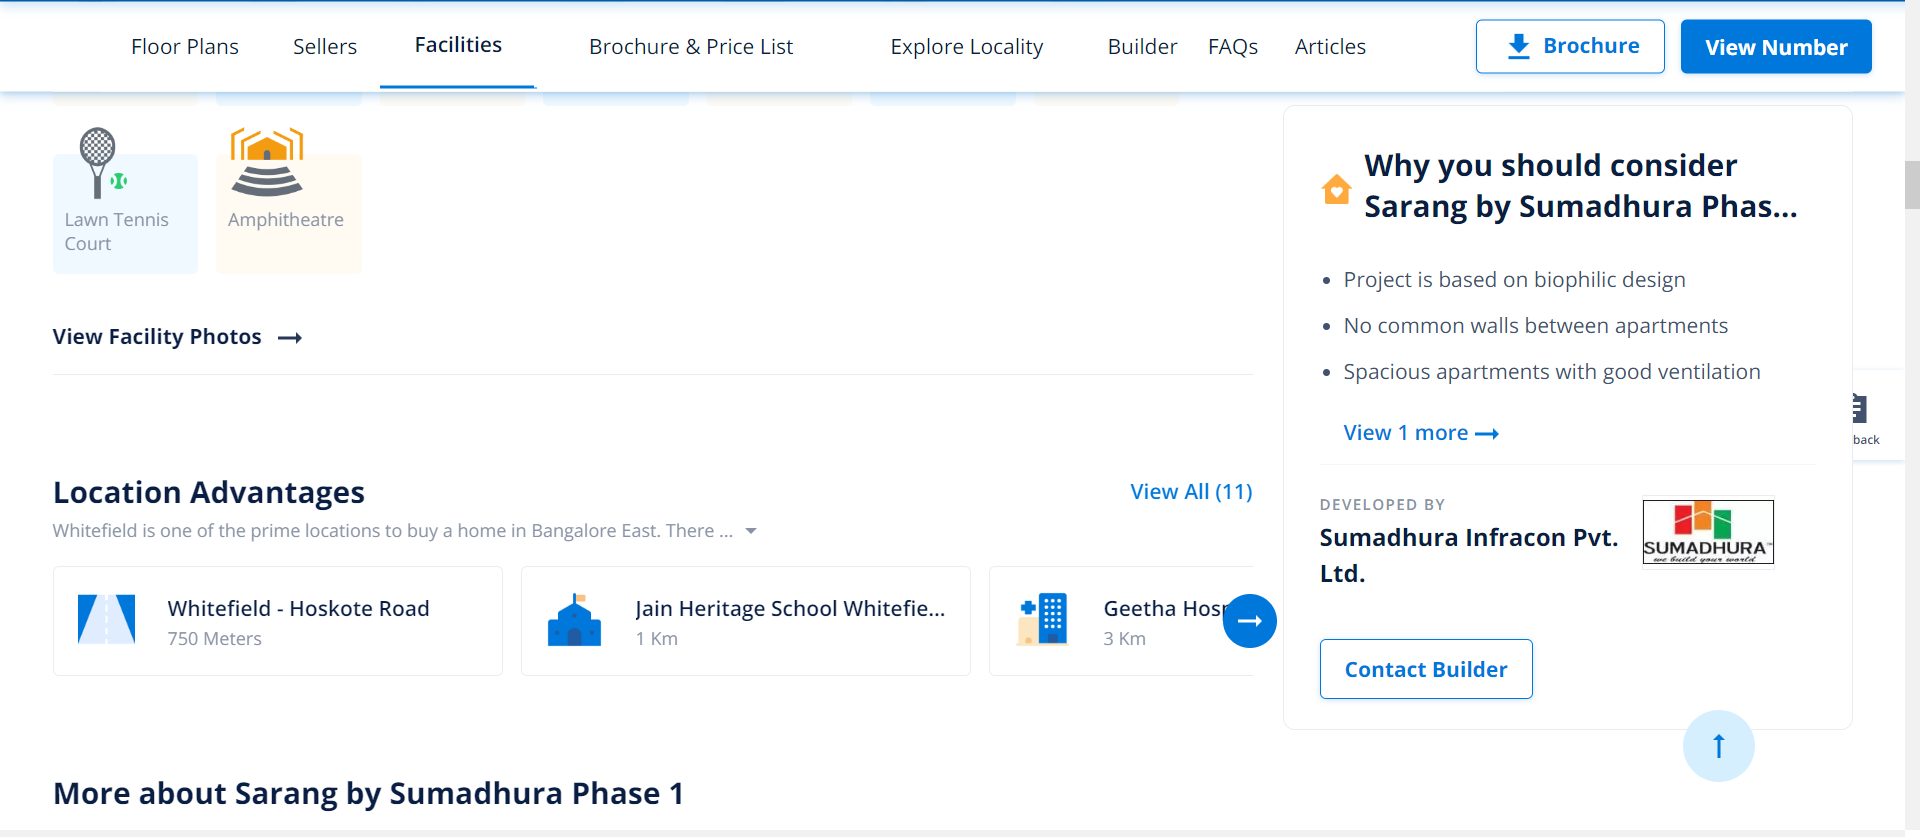 Floor Plans
Sellers
Facilities
Brochure & Price List
Explore Locality
Builder
FAQs
Articles
Brochure
View Number
Lawn Tennis
Court
Amphitheatre
View Facility Photos
Location Advantages
View All (11)
Whitefield is one of the prime locations to buy a home in Bangalore East. There ...
Whitefield - Hoskote Road
750 Meters
Jain Heritage School Whitefie...
1 Km
Geetha
3 Km
More about Sarang by Sumadhura Phase 1
Why you should consider
Sarang by Sumadhura Phas...
• Project is based on biophilic design
• No common walls between apartments
• Spacious apartments with good ventilation
View 1 more
DEVELOPED BY
Sumadhura Infracon Pvt.
Ltd.
SUMADHURA
we build your world
Contact Builder
back